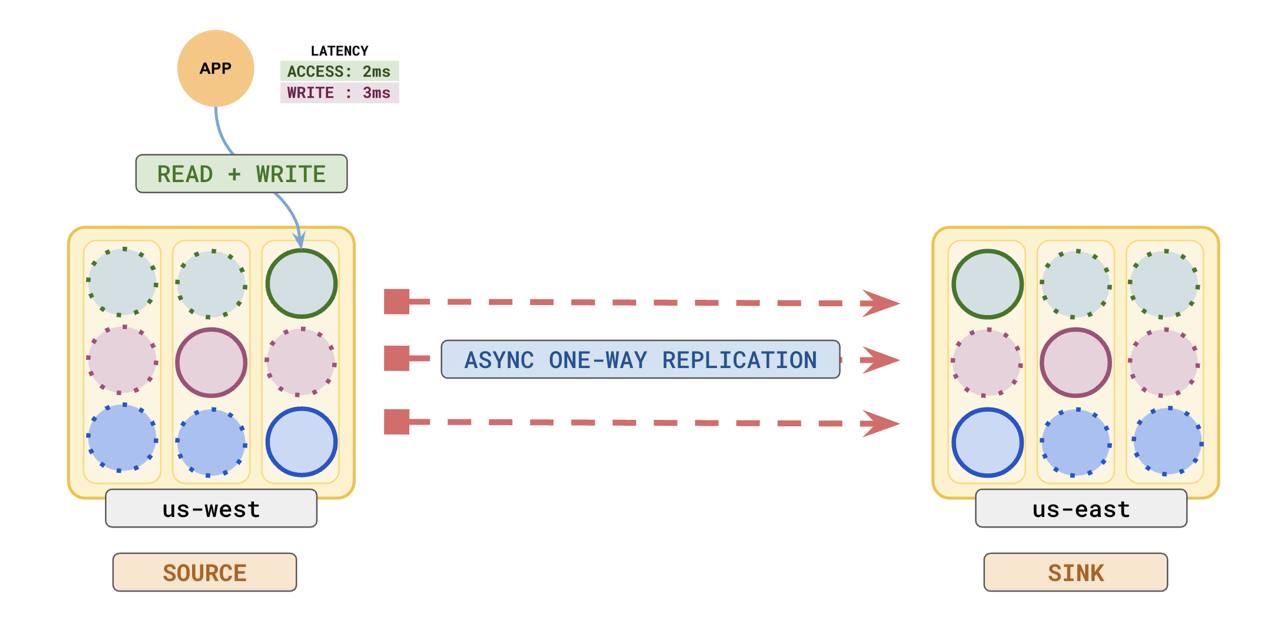 APP
LATENCY
ACCESS: 2ms
WRITE : 3ms
READ + WRITE
ASYNC ONE-WAY REPLICATION
us-west
us-east
SOURCE
SINK